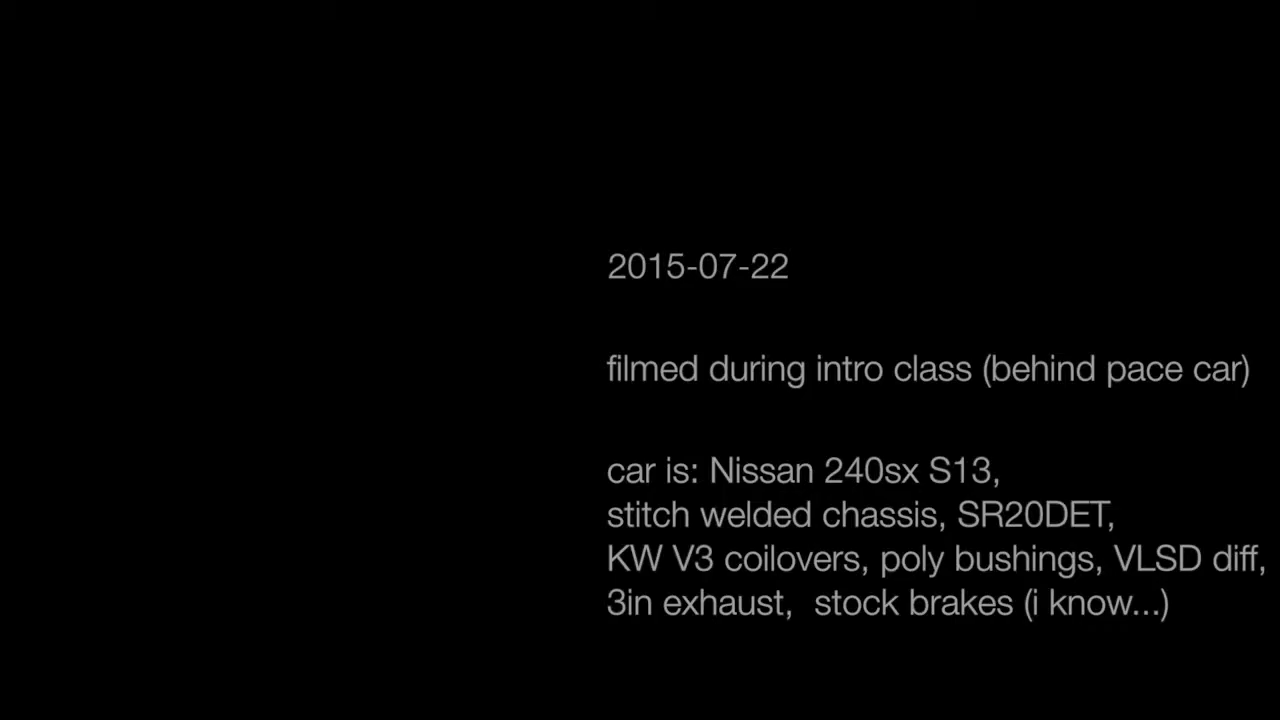 2015-07-22
filmed during intro class (behind pace car)
car is: Nissan 240sx S13,
stitch welded chassis, SR20DET,
KW V3 coilovers, poly bushings, VLSD diff,
3in exhaust,  stock brakes (i know...)